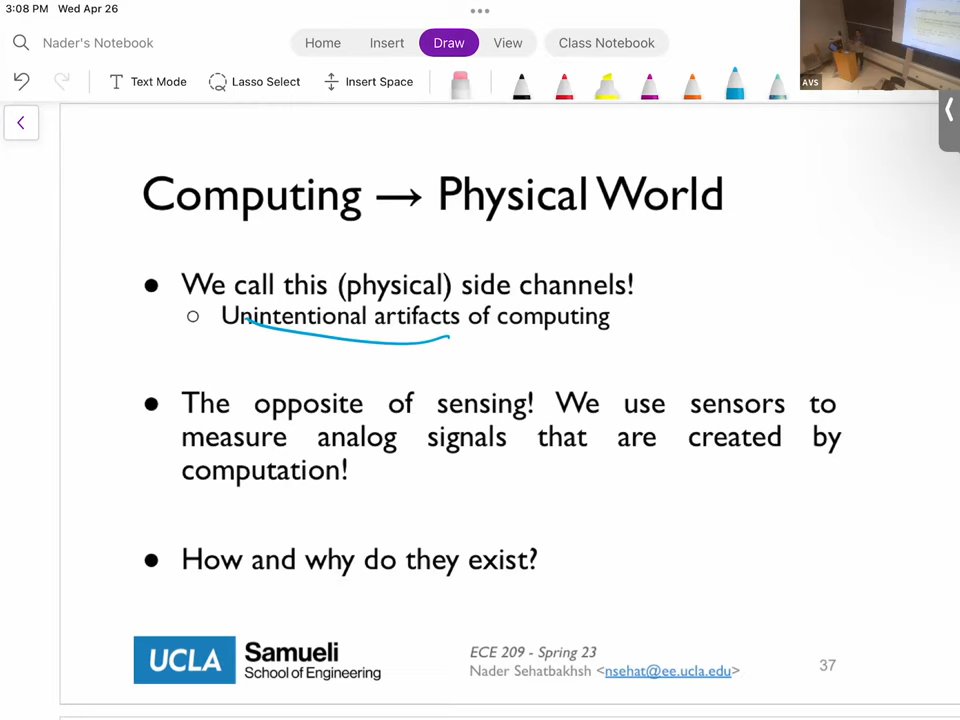 3:08 PM Wed Apr 26
Nader's Notebook
Home Insert Draw View Class Notebook
Text Mode Lasso Select Insert Space
AVS
Computing → Physical World
● We call this (physical) side channels!
○ Unintentional artifacts of computing
● The opposite of sensing! We use sensors to
measure analog signals that are created by
computation!
● How and why do they exist?
UCLA Samueli
School of Engineering
ECE 209 - Spring 23
Nader Sehatbakhsh <nsehat@ee.ucla.edu>
37